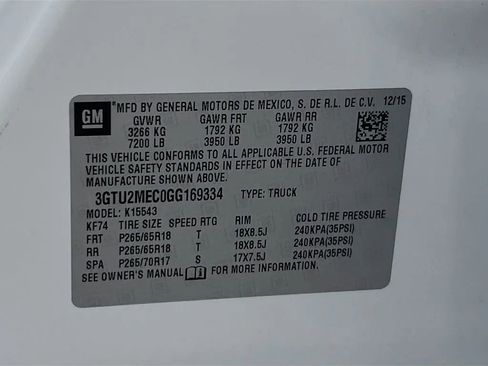 GM *MFD BY GENERAL MOTORS DE MEXICO, S. DE R.L. DE C.V. 12/15
GVWR GAWR FRT GAWR RR
3266 KG 1792 KG 1792 KG
7200 LB 3950 LB 3950 LB
THIS VEHICLE CONFORMS TO ALL APPLICABLE U.S. FEDERAL MOTOR
VEHICLE SAFETY STANDARDS IN EFFECT ON THE DATE OF
MANUFACTURE SHOWN ABOVE.
3GTU2MEC0GG169334 TYPE: TRUCK
MODEL: K15543
KF74 TIRE SIZE SPEED RTG RIM COLD TIRE PRESSURE
FRT P265/65R18 T 18X8.5J 240KPA(35PSI)
RR P265/65R18 T 18X8.5J 240KPA(35PSI)
SPA P265/70R17 S 17X7.5J 240KPA(35PSI)
SEE OWNER'S MANUAL FOR MORE INFORMATION.